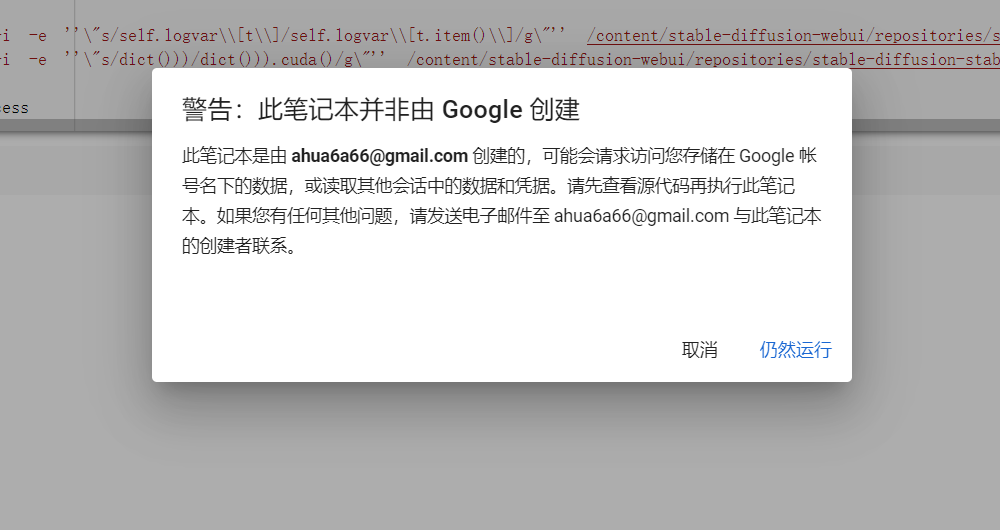 ri -e ''\"s/self.logvar\\[t\\]/self.logvar\\[t.item()\\]/g\"'' /content/stable-diffusion-webui/repositories/s
ri -e ''\"s/dict()))/dict())).cuda()/g\"'' /content/stable-diffusion-webui/repositories/stable-diffusion-stab
ess
警告：此笔记本并非由 Google 创建
此笔记本是由 ahua6a66@gmail.com 创建的，可能会请求访问您存储在 Google 帐
号名下的数据，或读取其他会话中的数据和凭据。请先查看源代码再执行此笔记
本。如果您有任何其他问题，请发送电子邮件至 ahua6a66@gmail.com 与此笔记本
的创建者联系。
取消 仍然运行